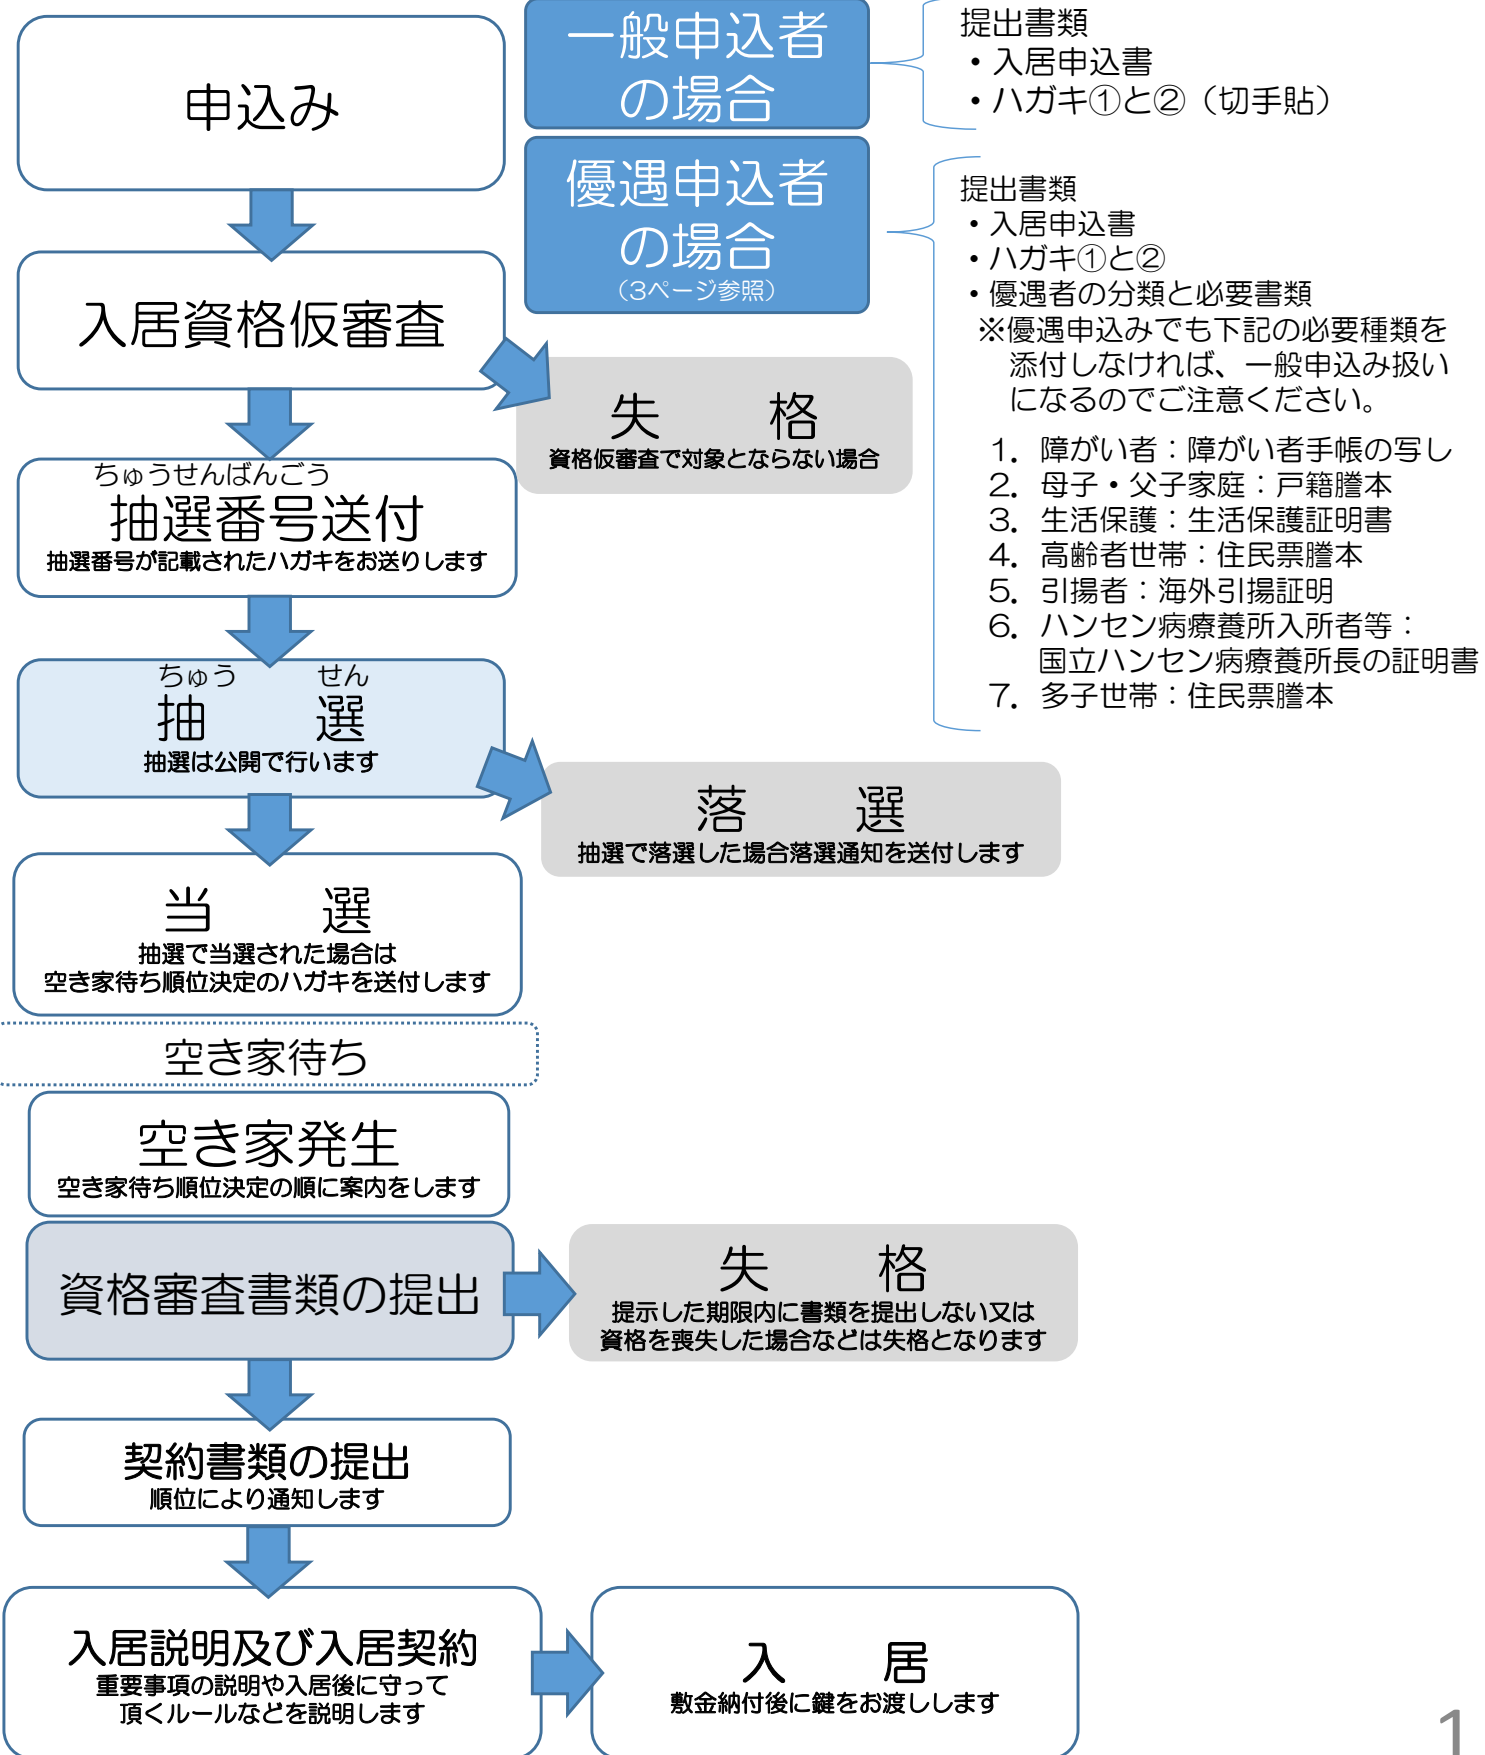 申込み
一般申込者
の場合
提出書類
・入居申込書
・ハガキ①と②（切手貼）
優遇申込者
の場合
（3ページ参照）
提出書類
・入居申込書
・ハガキ①と②
・優遇者の分類と必要書類
※優遇申込みでも下記の必要種類を
添付しなければ、一般申込み扱い
になるのでご注意ください。
1．障がい者：障がい者手帳の写し
2．母子・父子家庭：戸籍謄本
3．生活保護：生活保護証明書
4．高齢者世帯：住民票謄本
5．引揚者：海外引揚証明
6．ハンセン病療養所入所者等：
国立ハンセン病療養所長の証明書
7．多子世帯：住民票謄本
入居資格仮審査
失　格
資格仮審査で対象とならない場合
ちゅうせんばんごう
抽選番号送付
抽選番号が記載されたハガキをお送りします
ちゅう　せん
抽　選
抽選は公開で行います
落　選
抽選で落選した場合落選通知を送付します
当　選
抽選で当選された場合は
空き家待ち順位決定のハガキを送付します
空き家待ち
空き家発生
空き家待ち順位決定の順に案内をします
資格審査書類の提出
失　格
提示した期限内に書類を提出しない又は
資格を喪失した場合などは失格となります
契約書類の提出
順位により通知します
入居説明及び入居契約
重要事項の説明や入居後に守って
頂くルールなどを説明します
入　居
敷金納付後に鍵をお渡しします
1